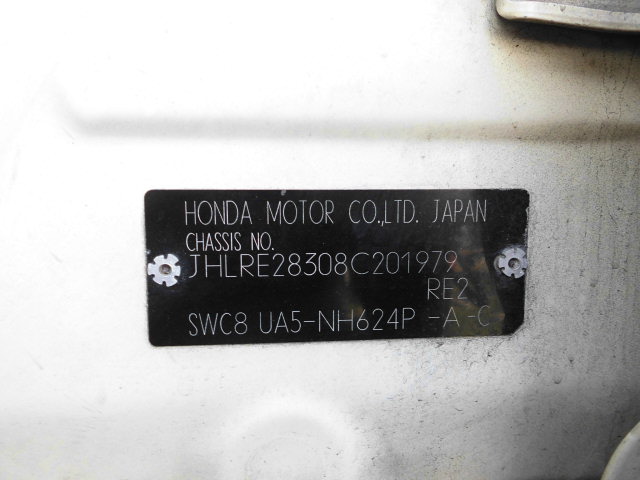 HONDA MOTOR CO.,LTD. JAPAN
CHASSIS NO.
JHLRE28308C201979
RE2
SWC8 UA5-NH624P -A -C